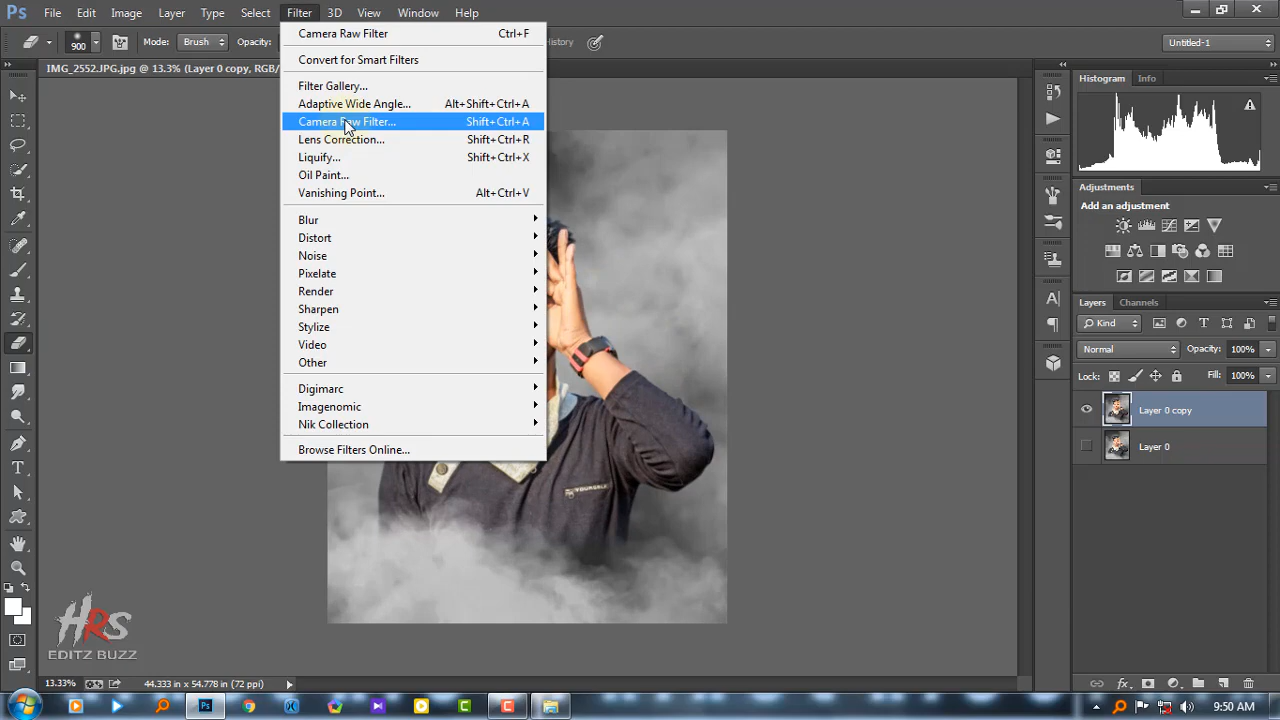 Ps File Edit Image Layer Type Select Filter 3D View Window Help
900 Mode: Brush Opacity: History Untitled-1
IMG_2552.JPG.jpg @ 13.3% (Layer 0 copy, RGB/
Camera Raw Filter Ctrl+F
Convert for Smart Filters
Filter Gallery...
Adaptive Wide Angle... Alt+Shift+Ctrl+A
Camera Raw Filter... Shift+Ctrl+A
Lens Correction... Shift+Ctrl+R
Liquify... Shift+Ctrl+X
Oil Paint...
Vanishing Point... Alt+Ctrl+V
Blur
Distort
Noise
Pixelate
Render
Sharpen
Stylize
Video
Other
Digimarc
Imagenomic
Nik Collection
Browse Filters Online...
Histogram Info
Adjustments
Add an adjustment
Layers Channels
Kind
Normal Opacity: 100%
Lock: Fill: 100%
Layer 0 copy
Layer 0
YOURSELF
HRS
EDITZ BUZZ
13.33% 44.333 in x 54.778 in (72 ppi)
9:50 AM